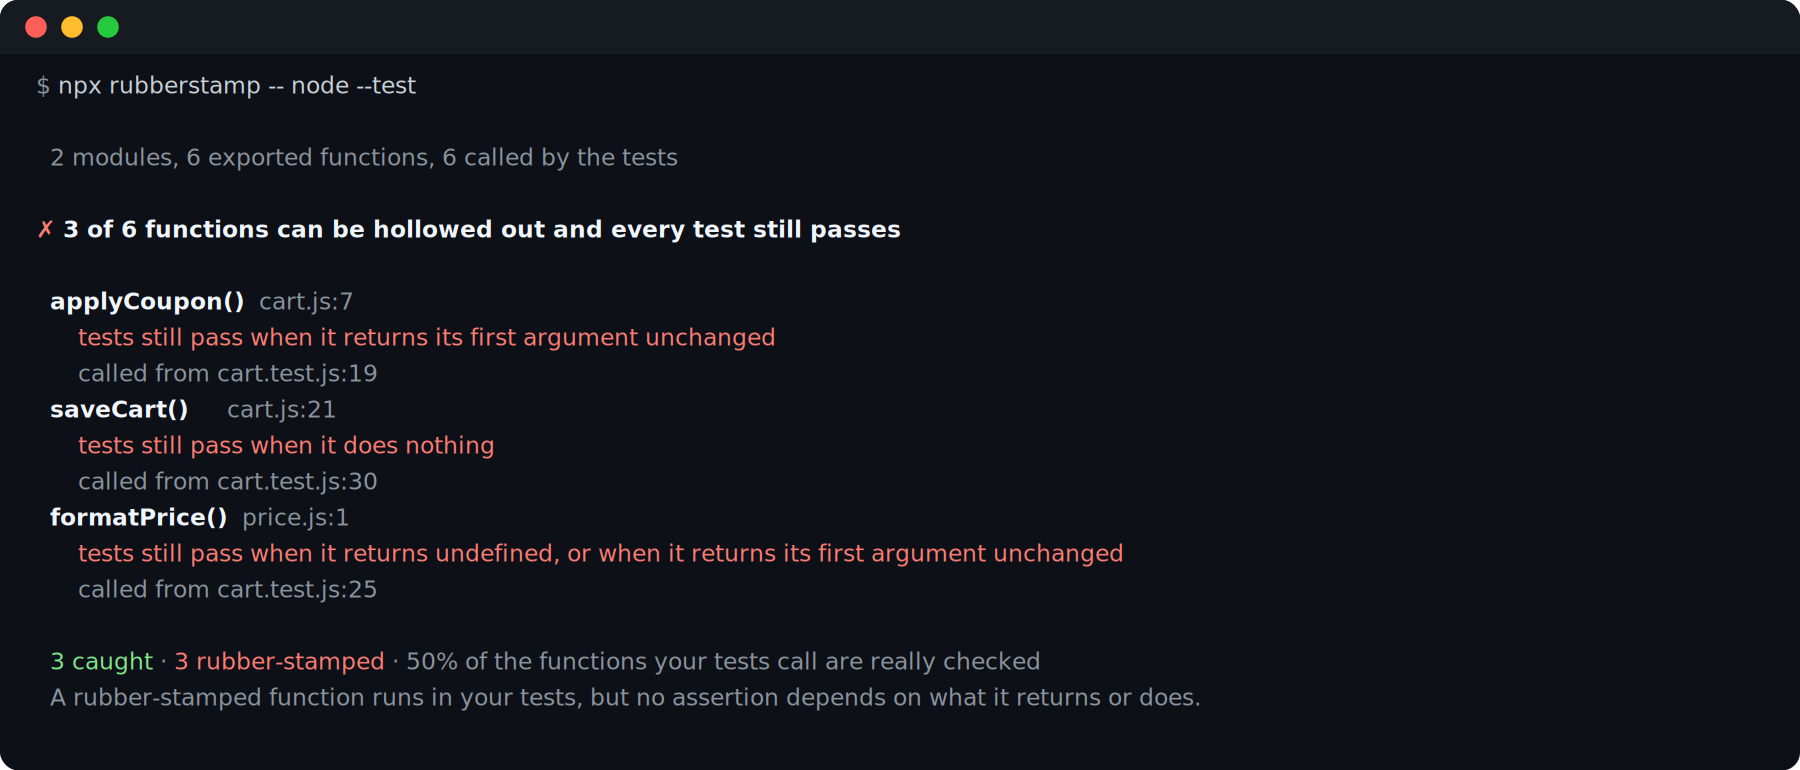 $ npx rubberstamp -- node --test
2 modules, 6 exported functions, 6 called by the tests
✗ 3 of 6 functions can be hollowed out and every test still passes
applyCoupon() cart.js:7
tests still pass when it returns its first argument unchanged
called from cart.test.js:19
saveCart() cart.js:21
tests still pass when it does nothing
called from cart.test.js:30
formatPrice() price.js:1
tests still pass when it returns undefined, or when it returns its first argument unchanged
called from cart.test.js:25
3 caught · 3 rubber-stamped · 50% of the functions your tests call are really checked
A rubber-stamped function runs in your tests, but no assertion depends on what it returns or does.